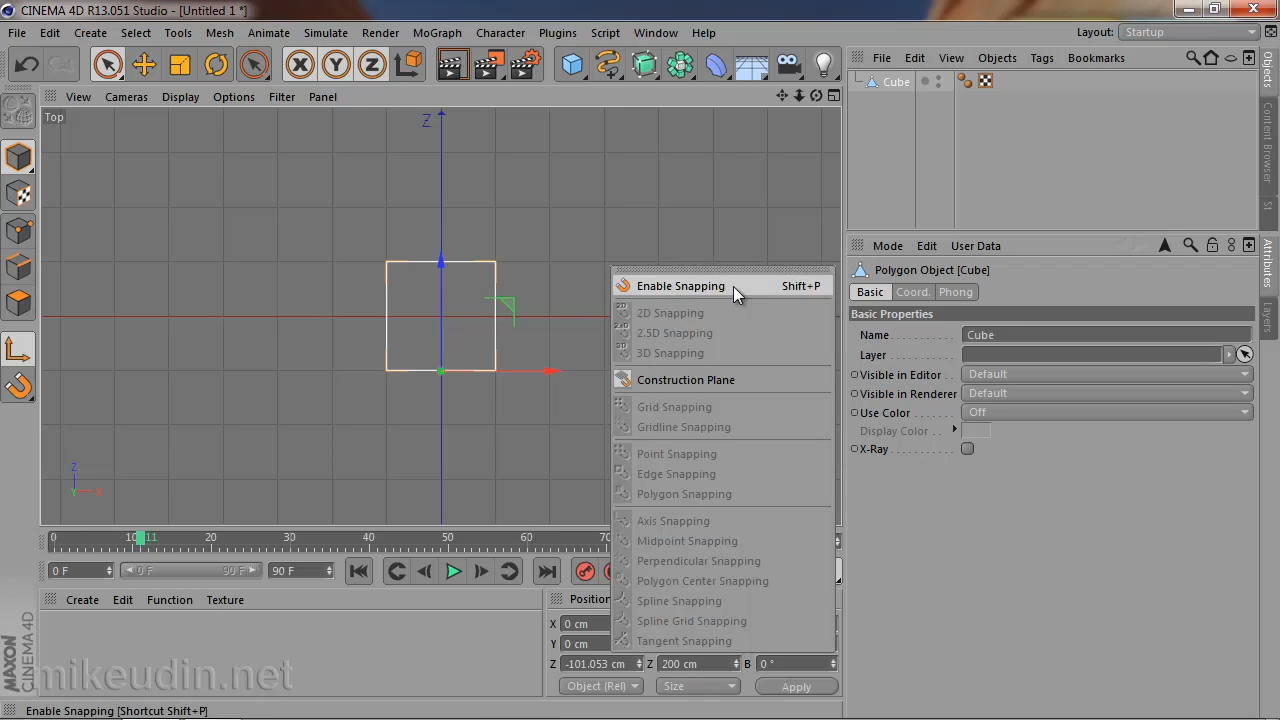 CINEMA 4D R13.051 Studio - [Untitled 1 *]
File Edit Create Select Tools Mesh Animate Simulate Render MoGraph Character Plugins Script Window Help Layout: Startup
X Y Z
File Edit View Objects Tags Bookmarks
Cube
View Cameras Display Options Filter Panel
Top
Z
Enable Snapping Shift+P
2D Snapping
2.5D Snapping
3D Snapping
Construction Plane
Grid Snapping
Gridline Snapping
Point Snapping
Edge Snapping
Polygon Snapping
Axis Snapping
Midpoint Snapping
Perpendicular Snapping
Polygon Center Snapping
Spline Snapping
Spline Grid Snapping
Tangent Snapping
Mode Edit User Data
Polygon Object [Cube]
Basic Coord. Phong
Basic Properties
Name Cube
Layer
Visible in Editor Default
Visible in Renderer Default
Use Color Off
Display Color
X-Ray
Objects
Content Browser
St
Attributes
Layers
Z
Y X
0 10 11 20 30 40 50 60 70
0 F 0 F 90 F 90 F
Create Edit Function Texture
Position
X 0 cm
Y 0 cm
Z -101.053 cm Z 200 cm B 0 °
Object (Rel) Size Apply
MAXON
CINEMA 4D
mikeudin.net
Enable Snapping [Shortcut Shift+P]